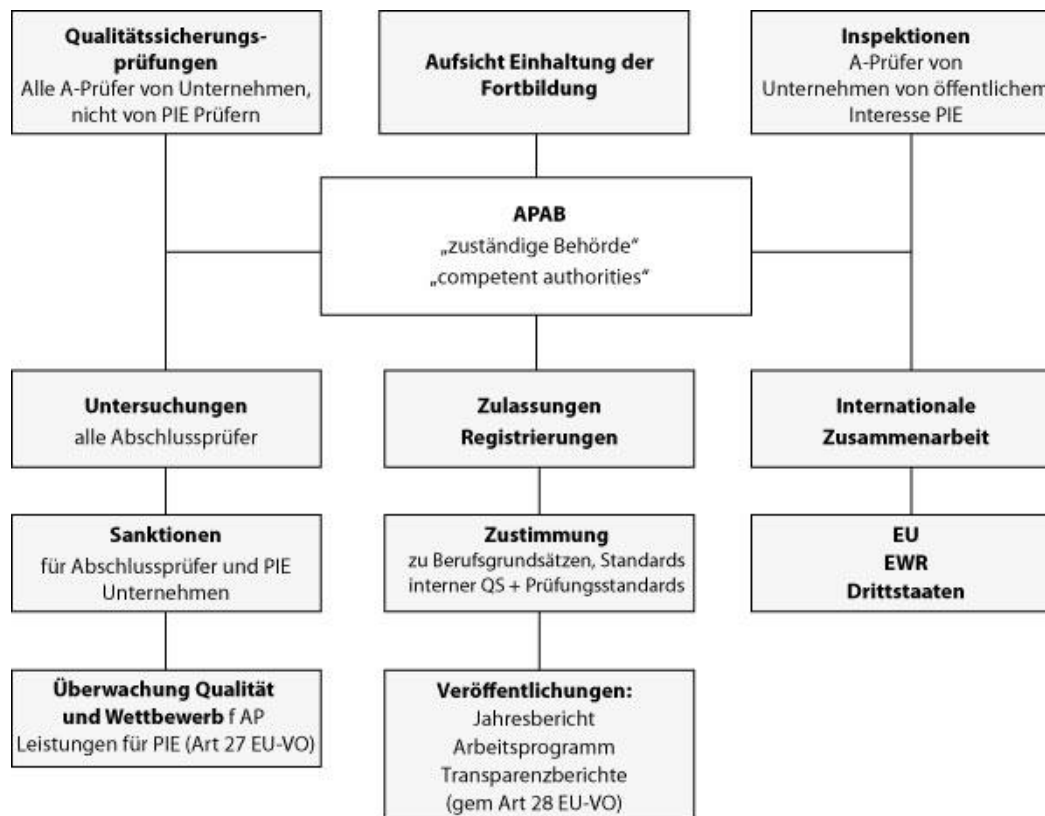 Qualitätssicherungs-
prüfungen
Alle A-Prüfer von Unternehmen,
nicht von PIE Prüfern
Aufsicht Einhaltung der
Fortbildung
Inspektionen
A-Prüfer von
Unternehmen von öffentlichem
Interesse PIE
APAB
„zuständige Behörde“
„competent authorities“
Untersuchungen
alle Abschlussprüfer
Zulassungen
Registrierungen
Internationale
Zusammenarbeit
Sanktionen
für Abschlussprüfer und PIE
Unternehmen
Zustimmung
zu Berufsgrundsätzen, Standards
interner QS + Prüfungsstandards
EU
EWR
Drittstaaten
Überwachung Qualität
und Wettbewerb f AP
Leistungen für PIE (Art 27 EU-VO)
Veröffentlichungen:
Jahresbericht
Arbeitsprogramm
Transparenzberichte
(gem Art 28 EU-VO)